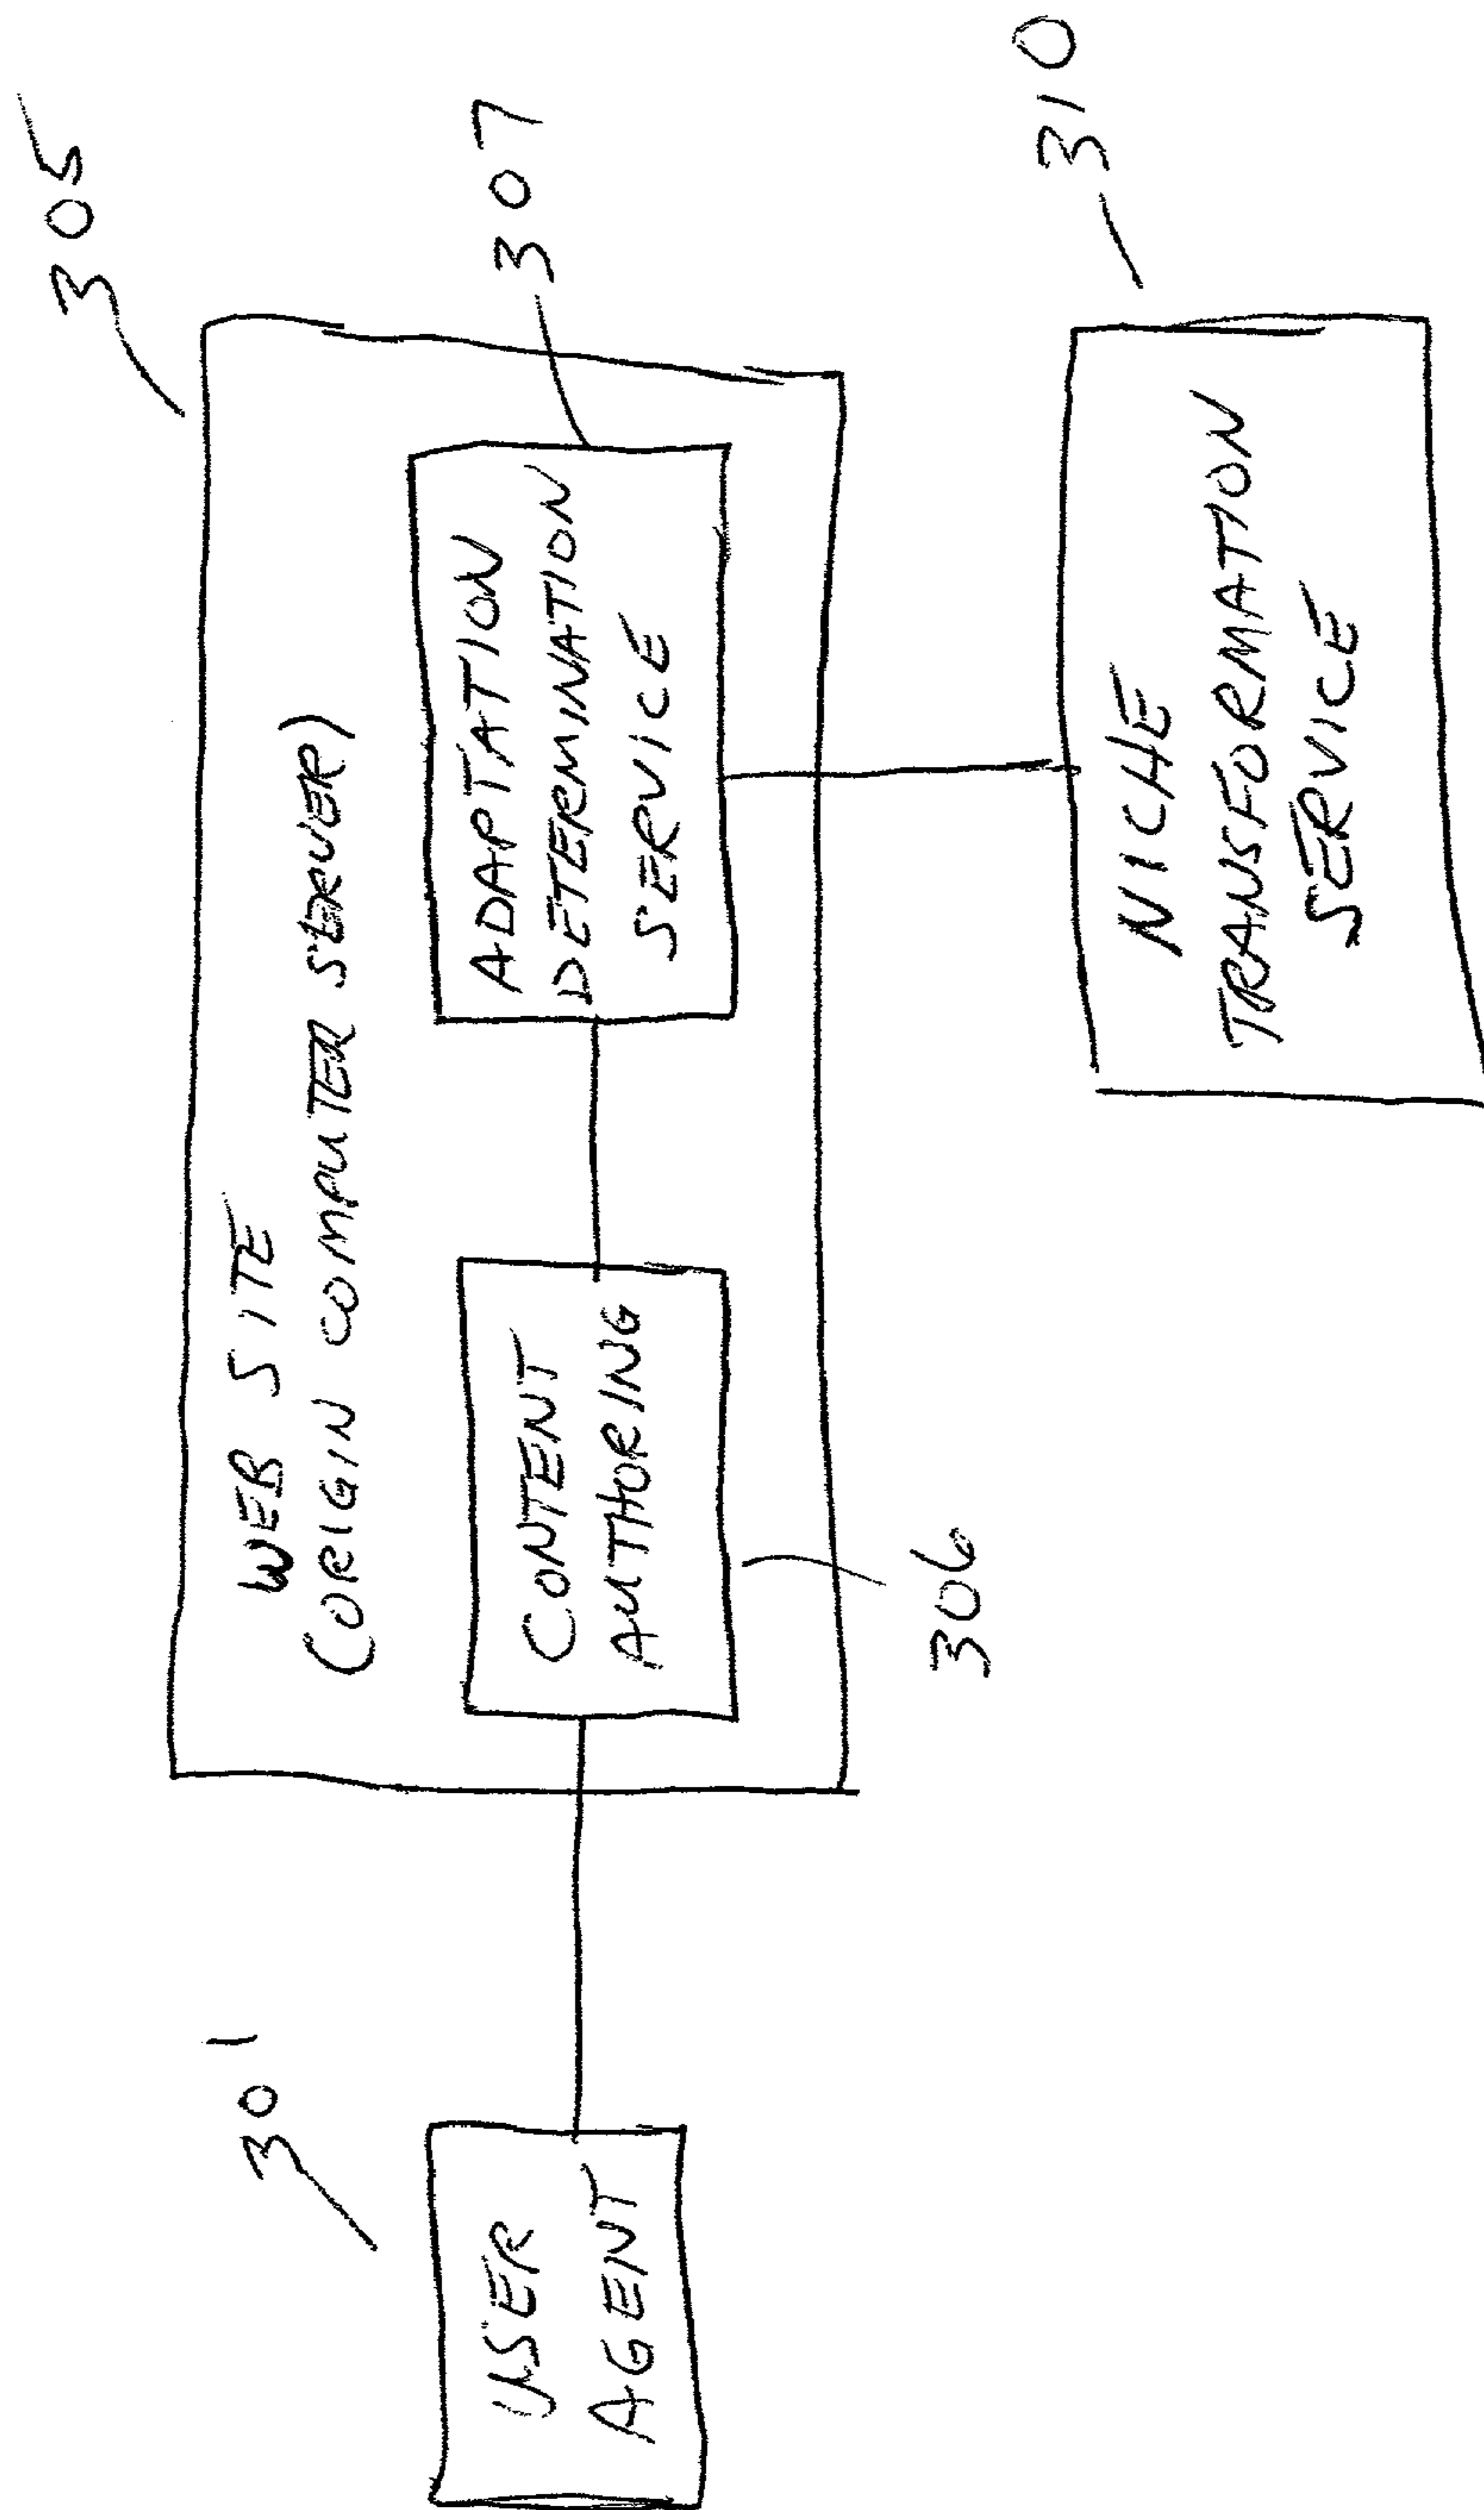 305
WEB SITE
(ORIGIN COMPUTER SERVER)
301
307
USER
AGENT
CONTENT
AUTHORING
ADAPTATION
DETERMINATION
SERVICE
306
310
NICHE
TRANSFORMATION
SERVICE